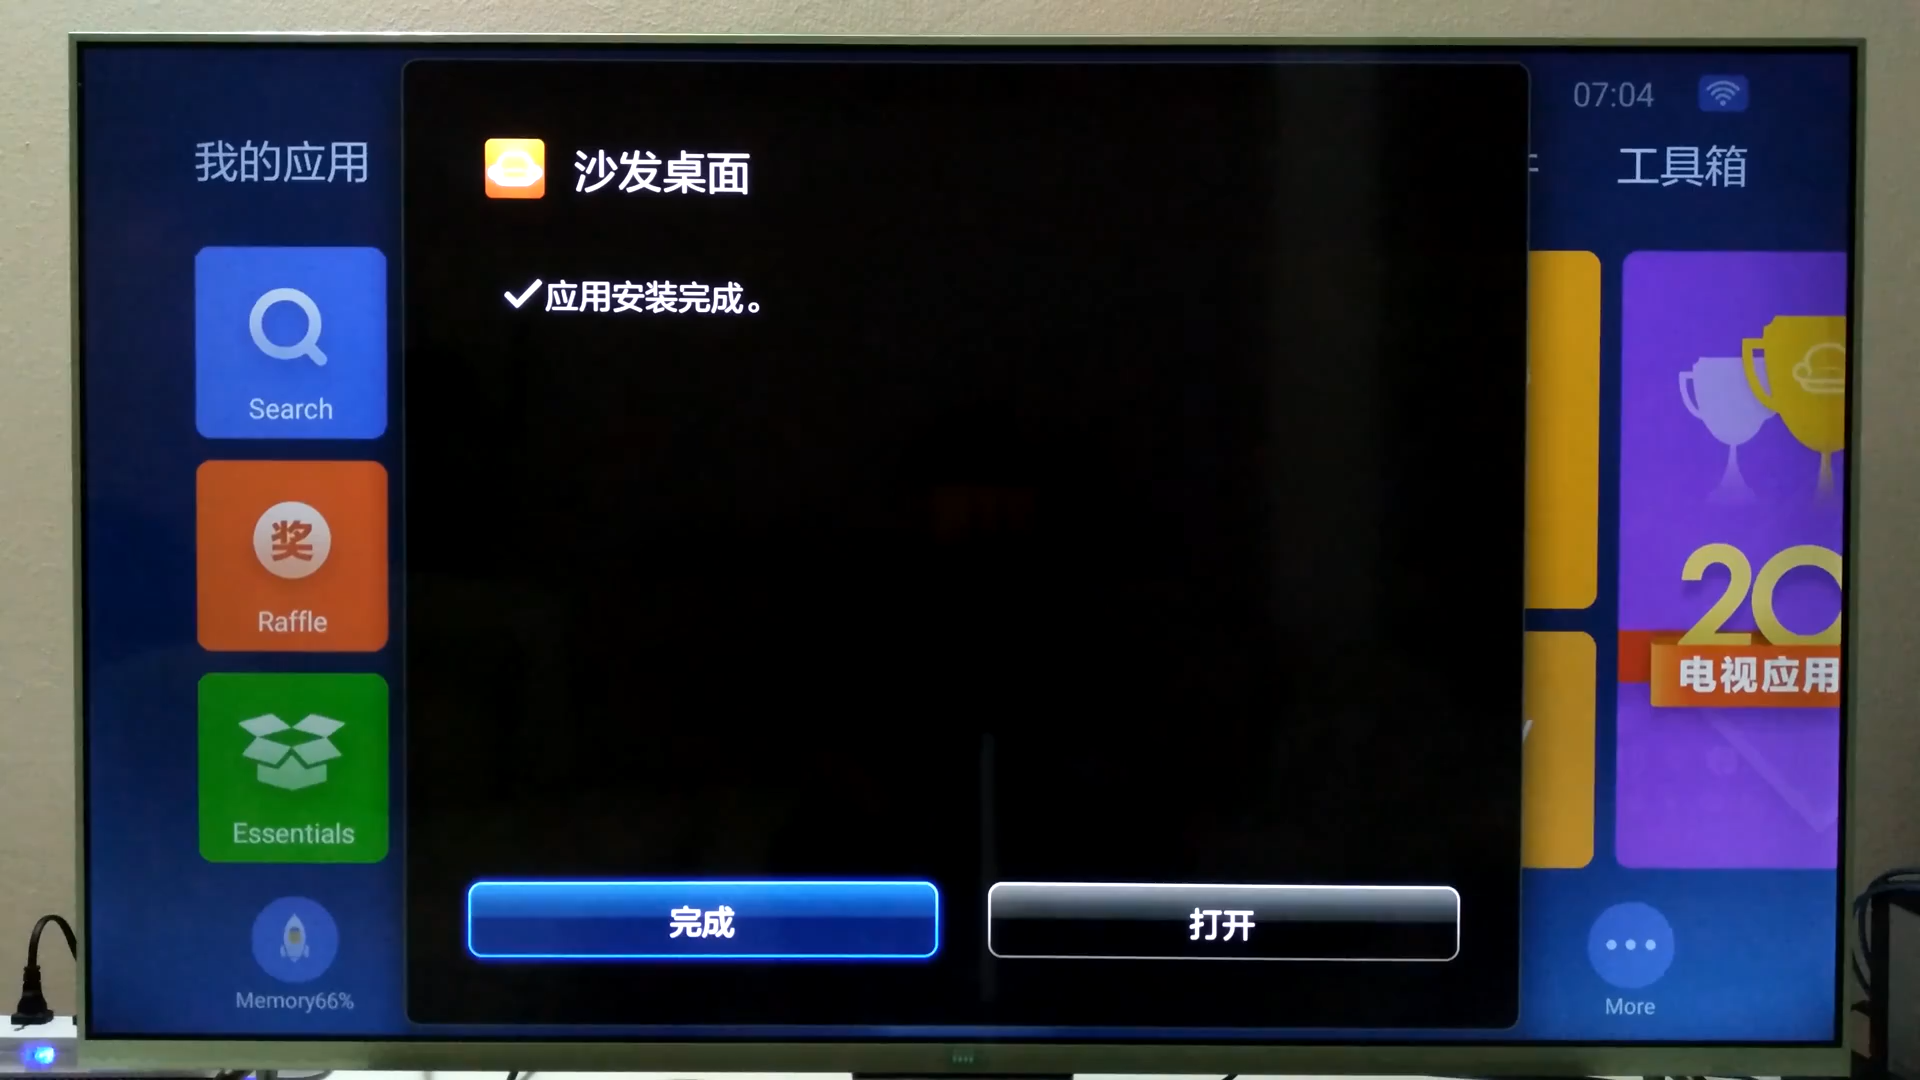 07:04
我的应用
沙发桌面
工具箱
应用安装完成。
Search
奖
Raffle
20
电视应用
Essentials
完成
打开
Memory66%
More